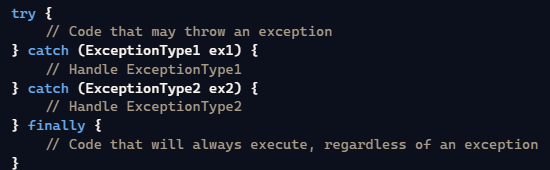 try {
    // Code that may throw an exception
} catch (ExceptionType1 ex1) {
    // Handle ExceptionType1
} catch (ExceptionType2 ex2) {
    // Handle ExceptionType2
} finally {
    // Code that will always execute, regardless of an exception
}